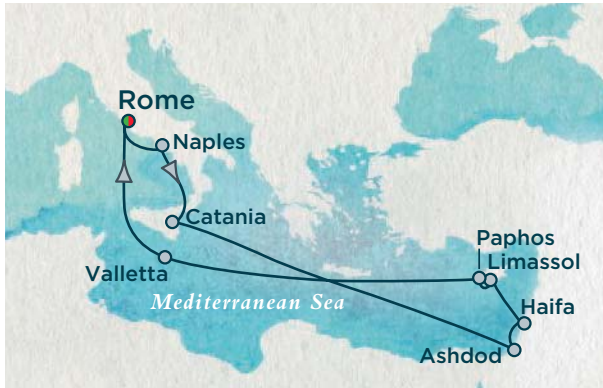 Rome
Naples
Catania
Paphos
Limassol
Valletta
Mediterranean Sea
Haifa
Ashdod